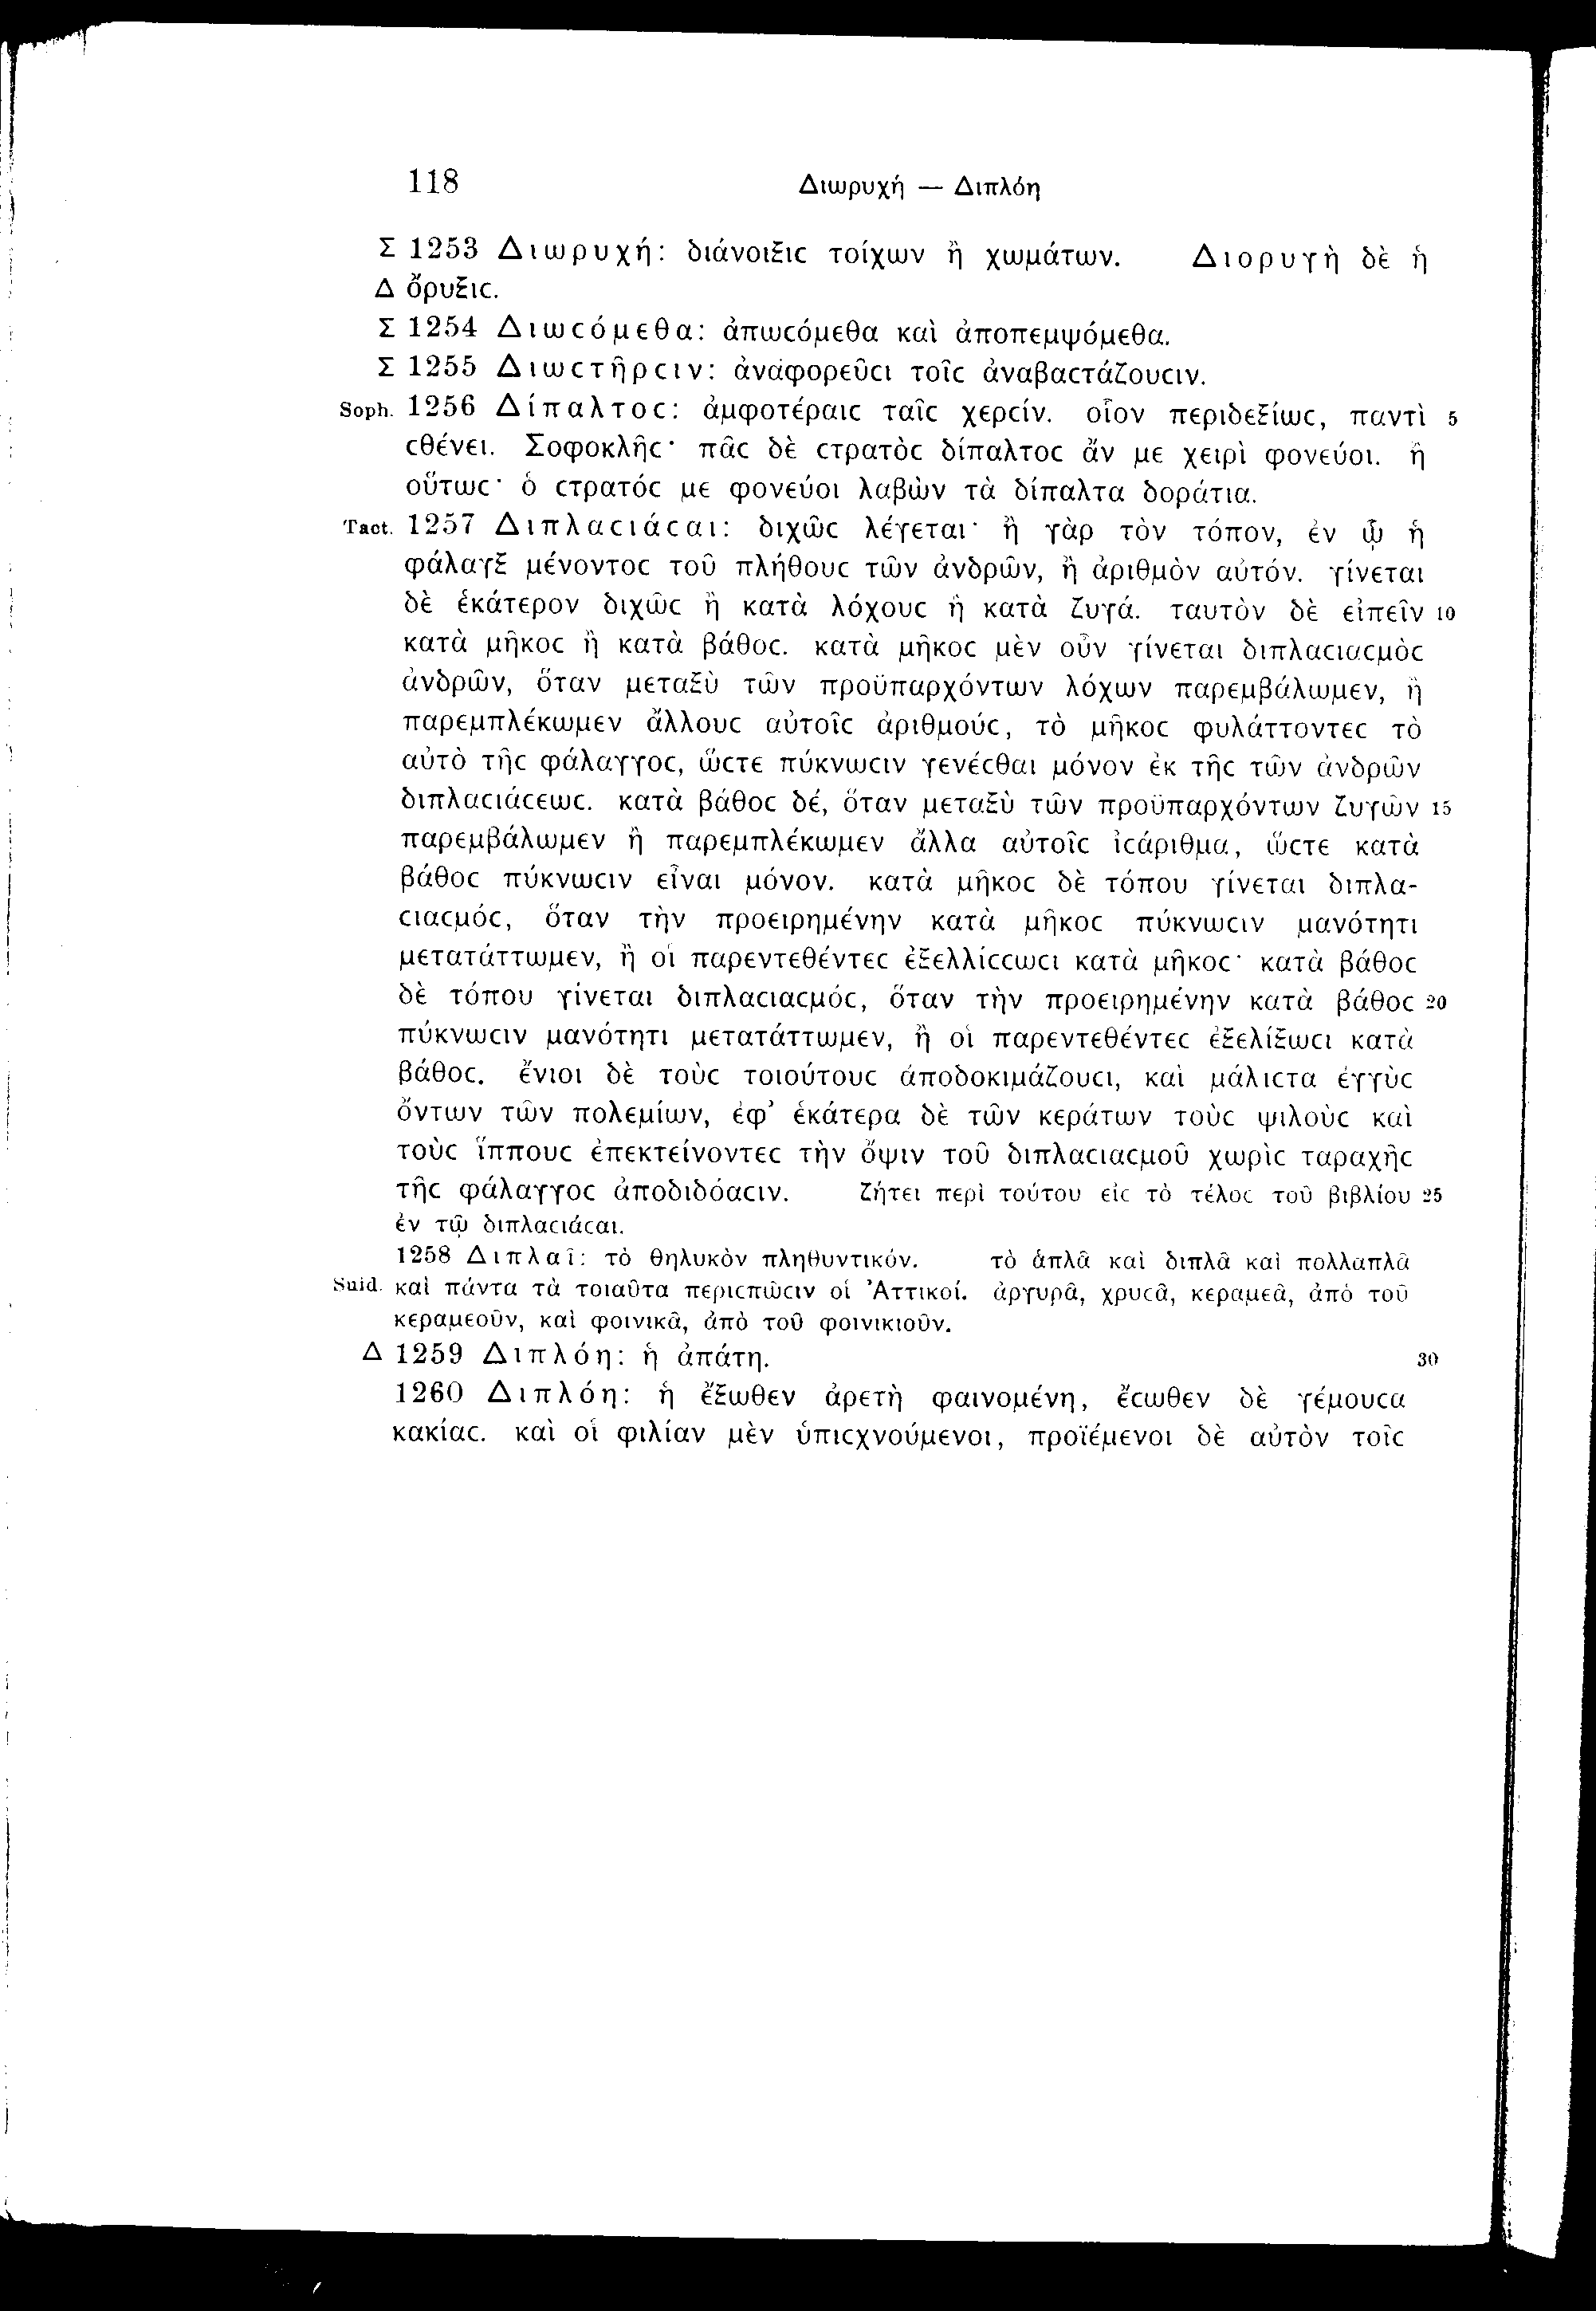 118 Διωρυχή — Διπλόη
Σ 1253 Διωρυχή: διάνοιξιϲ τοίχων ἢ χωμάτων. Διορυγὴ δὲ ἡ
Δ ὄρυξιϲ.
Σ 1254 Διωϲόμεθα: ἀπωϲόμεθα καὶ ἀποπεμψόμεθα.
Σ 1255 Διωϲτῆρϲιν: ἀναφορεῦϲι τοῖϲ ἀναβαϲτάζουϲιν.
Soph. 1256 Δίπαλτοϲ: ἀμφοτέραιϲ ταῖϲ χερϲίν. οἷον περιδεξίωϲ, παντὶ 5
ϲθένει. Σοφοκλῆϲ· πᾶϲ δὲ ϲτρατὸϲ δίπαλτοϲ ἄν με χειρὶ φονεύοι. ἢ
οὕτωϲ· ὁ ϲτρατόϲ με φονεύοι λαβὼν τὰ δίπαλτα δοράτια.
Tact. 1257 Διπλαϲιάϲαι: διχῶϲ λέγεται· ἢ γὰρ τὸν τόπον, ἐν ᾧ ἡ
φάλαγξ μένοντοϲ τοῦ πλήθουϲ τῶν ἀνδρῶν, ἢ ἀριθμὸν αὐτόν. γίνεται
δὲ ἑκάτερον διχῶϲ ἢ κατὰ λόχουϲ ἢ κατὰ ζυγά. ταυτὸν δὲ εἰπεῖν 10
κατὰ μῆκοϲ ἢ κατὰ βάθοϲ. κατὰ μῆκοϲ μὲν οὖν γίνεται διπλαϲιαϲμὸϲ
ἀνδρῶν, ὅταν μεταξὺ τῶν προϋπαρχόντων λόχων παρεμβάλωμεν, ἢ
παρεμπλέκωμεν ἄλλουϲ αὐτοῖϲ ἀριθμούϲ, τὸ μῆκοϲ φυλάττοντεϲ τὸ
αὐτὸ τῆϲ φάλαγγοϲ, ὥϲτε πύκνωϲιν γενέϲθαι μόνον ἐκ τῆϲ τῶν ἀνδρῶν
διπλαϲιάϲεωϲ. κατὰ βάθοϲ δέ, ὅταν μεταξὺ τῶν προϋπαρχόντων ζυγῶν 15
παρεμβάλωμεν ἢ παρεμπλέκωμεν ἄλλα αὐτοῖϲ ἰϲάριθμα, ὥϲτε κατὰ
βάθοϲ πύκνωϲιν εἶναι μόνον. κατὰ μῆκοϲ δὲ τόπου γίνεται διπλα-
ϲιαϲμόϲ, ὅταν τὴν προειρημένην κατὰ μῆκοϲ πύκνωϲιν μανότητι
μετατάττωμεν, ἢ οἱ παρεντεθέντεϲ ἐξελλίϲϲωϲι κατὰ μῆκοϲ· κατὰ βάθοϲ
δὲ τόπου γίνεται διπλαϲιαϲμόϲ, ὅταν τὴν προειρημένην κατὰ βάθοϲ 20
πύκνωϲιν μανότητι μετατάττωμεν, ἢ οἱ παρεντεθέντεϲ ἐξελίξωϲι κατὰ
βάθοϲ. ἔνιοι δὲ τοὺϲ τοιούτουϲ ἀποδοκιμάζουϲι, καὶ μάλιϲτα ἐγγὺϲ
ὄντων τῶν πολεμίων, ἐφ’ ἑκάτερα δὲ τῶν κεράτων τοὺϲ ψιλοὺϲ καὶ
τοὺϲ ἵππουϲ ἐπεκτείνοντεϲ τὴν ὄψιν τοῦ διπλαϲιαϲμοῦ χωρὶϲ ταραχῆϲ
τῆϲ φάλαγγοϲ ἀποδιδόαϲιν. ζήτει περὶ τούτου εἰϲ τὸ τέλοϲ τοῦ βιβλίου 25
ἐν τῷ διπλαϲιάϲαι.
1258 Διπλαῖ: τὸ θηλυκὸν πληθυντικόν. τὸ ἁπλᾶ καὶ διπλᾶ καὶ πολλαπλᾶ
Suid. καὶ πάντα τὰ τοιαῦτα περιϲπῶϲιν οἱ Ἀττικοί. ἀργυρᾶ, χρυϲᾶ, κεραμεᾶ, ἀπὸ τοῦ
κεραμεοῦν, καὶ φοινικᾶ, ἀπὸ τοῦ φοινικιοῦν.
Δ 1259 Διπλόη: ἡ ἀπάτη. 30
1260 Διπλόη: ἡ ἔξωθεν ἀρετὴ φαινομένη, ἔϲωθεν δὲ γέμουϲα
κακίαϲ. καὶ οἱ φιλίαν μὲν ὑπιϲχνούμενοι, προϊέμενοι δὲ αὐτὸν τοῖϲ